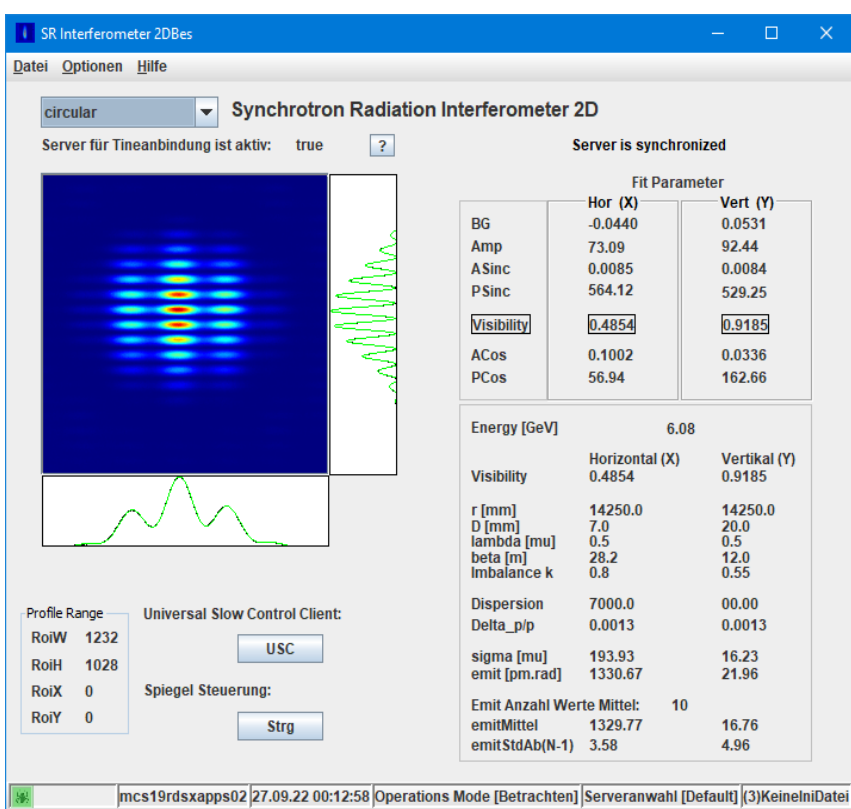 SR Interferometer 2DBes
Datei Optionen Hilfe
circular Synchrotron Radiation Interferometer 2D
Server für Tineanbindung ist aktiv: true ? Server is synchronized
Fit Parameter
Hor (X) Vert (Y)
BG -0.0440 0.0531
Amp 73.09 92.44
ASinc 0.0085 0.0084
PSinc 564.12 529.25
Visibility 0.4854 0.9185
ACos 0.1002 0.0336
PCos 56.94 162.66
Energy [GeV] 6.08
Horizontal (X) Vertikal (Y)
Visibility 0.4854 0.9185
r [mm] 14250.0 14250.0
D [mm] 7.0 20.0
lambda [mu] 0.5 0.5
beta [m] 28.2 12.0
Imbalance k 0.8 0.55
Dispersion 7000.0 00.00
Delta_p/p 0.0013 0.0013
sigma [mu] 193.93 16.23
emit [pm.rad] 1330.67 21.96
Emit Anzahl Werte Mittel: 10
emitMittel 1329.77 16.76
emitStdAb(N-1) 3.58 4.96
Profile Range
RoiW 1232
RoiH 1028
RoiX 0
RoiY 0
Universal Slow Control Client:
USC
Spiegel Steuerung:
Strg
mcs19rdsxapps02 27.09.22 00:12:58 Operations Mode [Betrachten] Serveranwahl [Default] (3)KeineIniDatei